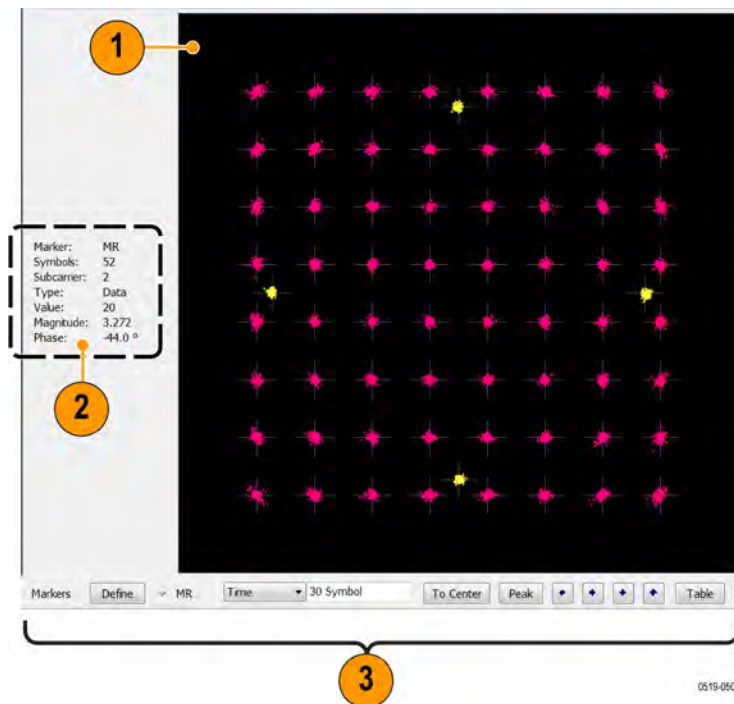 1
Marker: MR
Symbols: 52
Subcarrier: 2
Type: Data
Value: 20
Magnitude: 3.272
Phase: -44.0 °
2
Markers Define MR Time 30 Symbol To Center Peak Table
3
0519-050